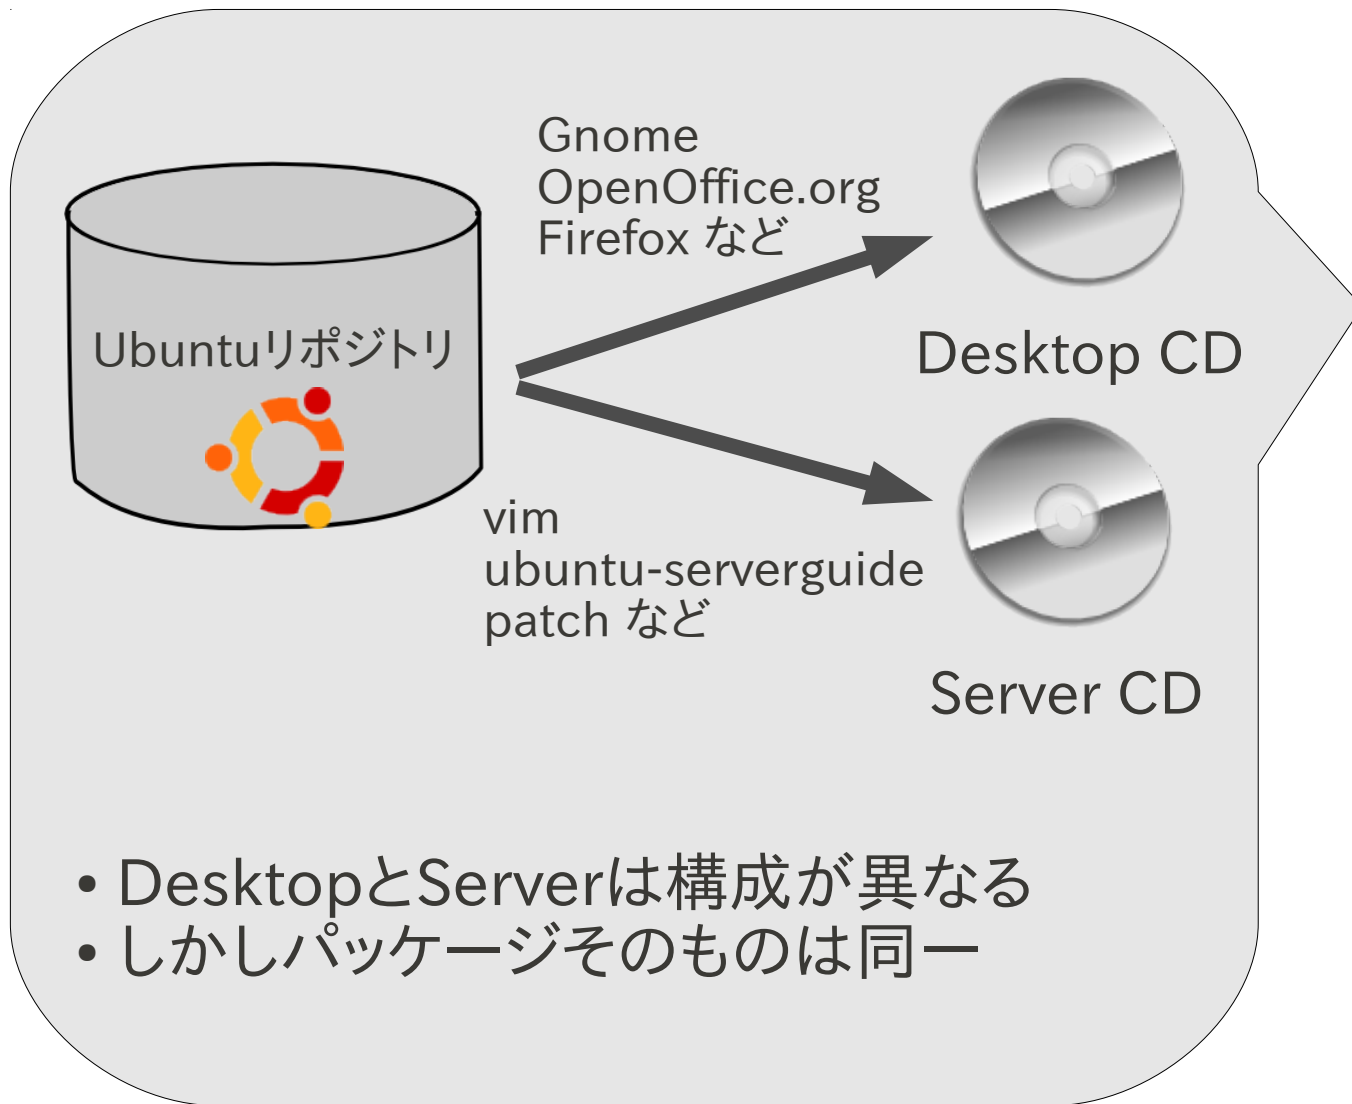 Gnome
OpenOffice.org
Firefox など
Ubuntuリポジトリ
Desktop CD
vim
ubuntu-serverguide
patch など
Server CD
• DesktopとServerは構成が異なる
• しかしパッケージそのものは同一